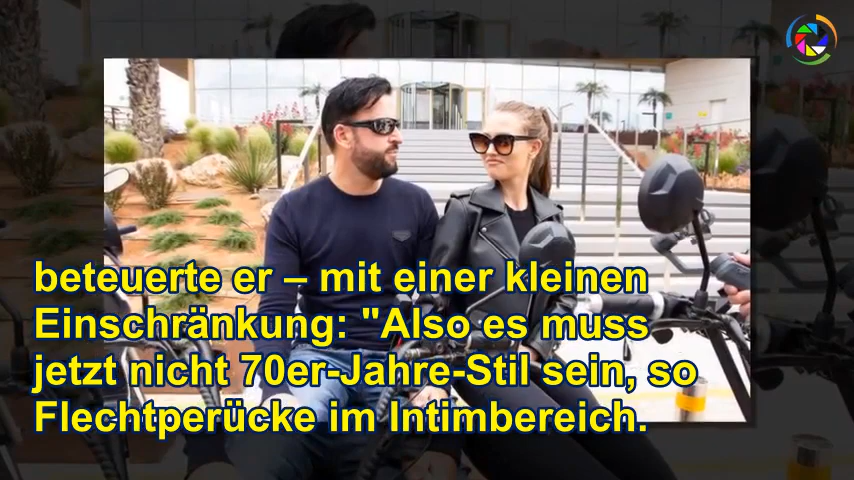 beteuerte er – mit einer kleinen
Einschränkung: "Also es muss
jetzt nicht 70er-Jahre-Stil sein, so
Flechtperücke im Intimbereich.